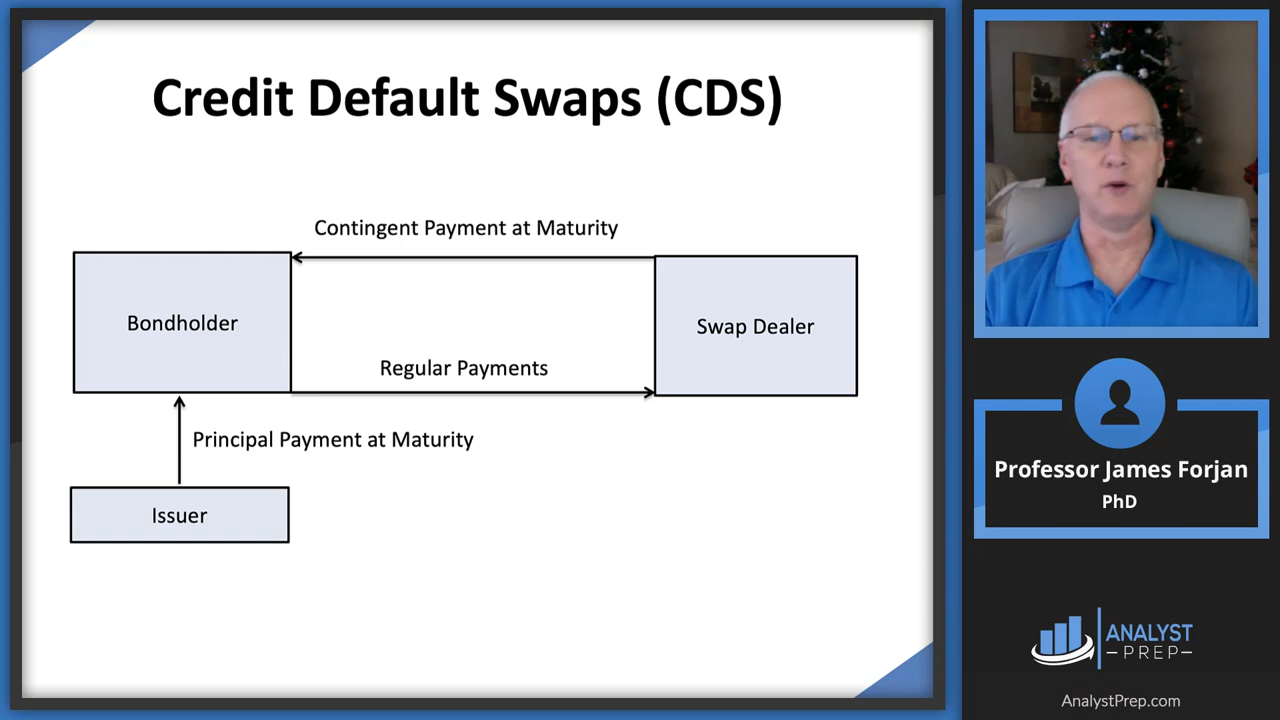 Credit Default Swaps (CDS)
Contingent Payment at Maturity
Bondholder
Swap Dealer
Regular Payments
Principal Payment at Maturity
Issuer
Professor James Forjan
PhD
ANALYST
–PREP–
AnalystPrep.com